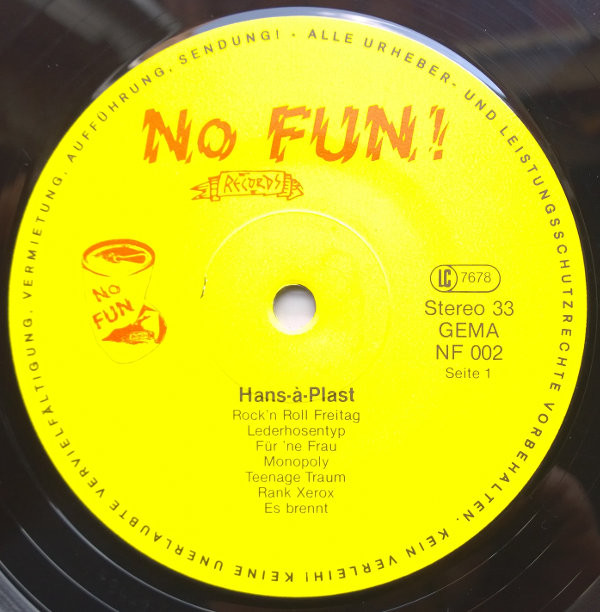 ALLE URHEBER- UND LEISTUNGSSCHUTZRECHTE VORBEHALTEN. KEIN VERLEIH! KEINE UNERLAUBTE VERVIELFÄLTIGUNG, VERMIETUNG, AUFFÜHRUNG, SENDUNG! ·
NO FUN!
RECORDS
NO
FUN
LC 7678
Stereo 33
GEMA
NF 002
Seite 1
Hans-à-Plast
Rock'n Roll Freitag
Lederhosentyp
Für 'ne Frau
Monopoly
Teenage Traum
Rank Xerox
Es brennt